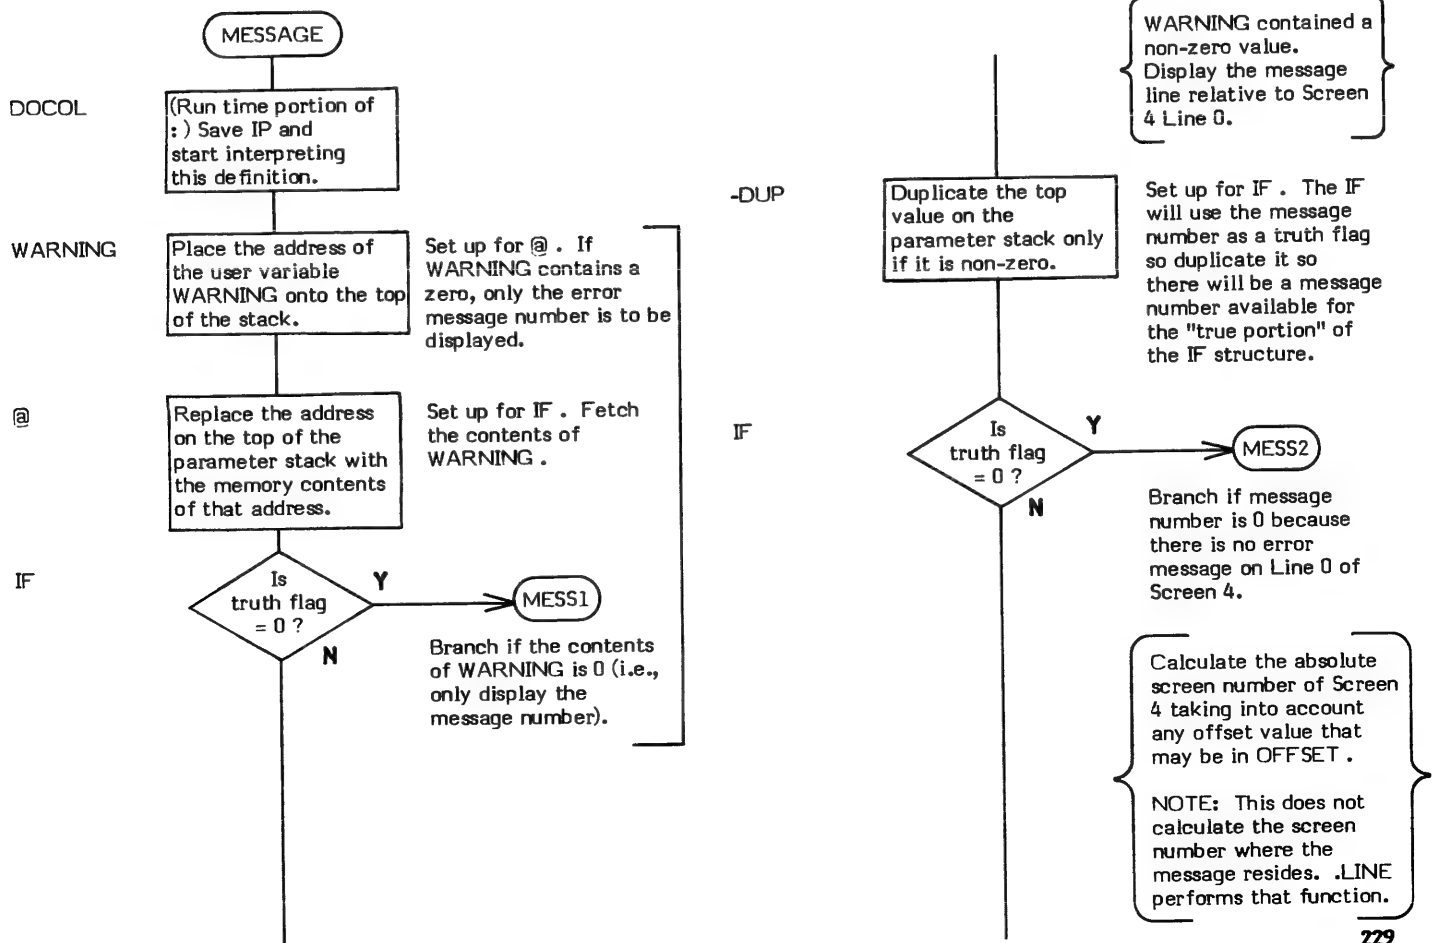 MESSAGE
DOCOL
(Run time portion of
: ) Save IP and
start interpreting
this definition.
WARNING
Place the address of
the user variable
WARNING onto the top
of the stack.
Set up for @ . If
WARNING contains a
zero, only the error
message number is to be
displayed.
@
Replace the address
on the top of the
parameter stack with
the memory contents
of that address.
Set up for IF . Fetch
the contents of
WARNING .
IF
Is
truth flag
= 0 ?
Y
N
MESS1
Branch if the contents
of WARNING is 0 (i.e.,
only display the
message number).
WARNING contained a
non-zero value.
Display the message
line relative to Screen
4 Line 0.
-DUP
Duplicate the top
value on the
parameter stack only
if it is non-zero.
Set up for IF . The IF
will use the message
number as a truth flag
so duplicate it so
there will be a message
number available for
the "true portion" of
the IF structure.
IF
Is
truth flag
= 0 ?
Y
N
MESS2
Branch if message
number is 0 because
there is no error
message on Line 0 of
Screen 4.
Calculate the absolute
screen number of Screen
4 taking into account
any offset value that
may be in OFFSET .
NOTE: This does not
calculate the screen
number where the
message resides. .LINE
performs that function.
229